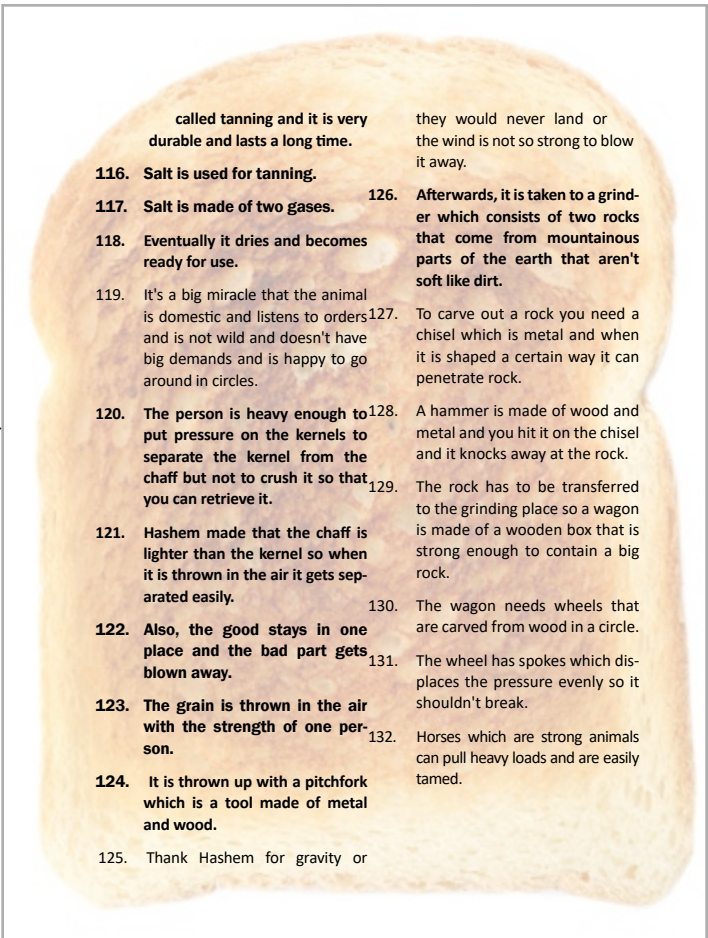 called tanning and it is very
durable and lasts a long time.
116. Salt is used for tanning.
117. Salt is made of two gases.
118. Eventually it dries and becomes
ready for use.
119. It's a big miracle that the animal
is domestic and listens to orders
and is not wild and doesn't have
big demands and is happy to go
around in circles.
120. The person is heavy enough to
put pressure on the kernels to
separate the kernel from the
chaff but not to crush it so that
you can retrieve it.
121. Hashem made that the chaff is
lighter than the kernel so when
it is thrown in the air it gets sep-
arated easily.
122. Also, the good stays in one
place and the bad part gets
blown away.
123. The grain is thrown in the air
with the strength of one per-
son.
124. It is thrown up with a pitchfork
which is a tool made of metal
and wood.
125. Thank Hashem for gravity or
they would never land or
the wind is not so strong to blow
it away.
126. Afterwards, it is taken to a grind-
er which consists of two rocks
that come from mountainous
parts of the earth that aren't
soft like dirt.
127. To carve out a rock you need a
chisel which is metal and when
it is shaped a certain way it can
penetrate rock.
128. A hammer is made of wood and
metal and you hit it on the chisel
and it knocks away at the rock.
129. The rock has to be transferred
to the grinding place so a wagon
is made of a wooden box that is
strong enough to contain a big
rock.
130. The wagon needs wheels that
are carved from wood in a circle.
131. The wheel has spokes which dis-
places the pressure evenly so it
shouldn't break.
132. Horses which are strong animals
can pull heavy loads and are easily
tamed.